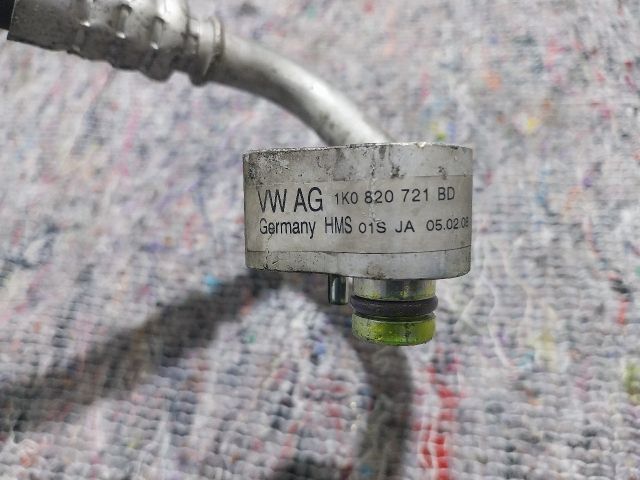 VW AG 1K0 820 721 BD
Germany HMS 01S JA 05.02.08